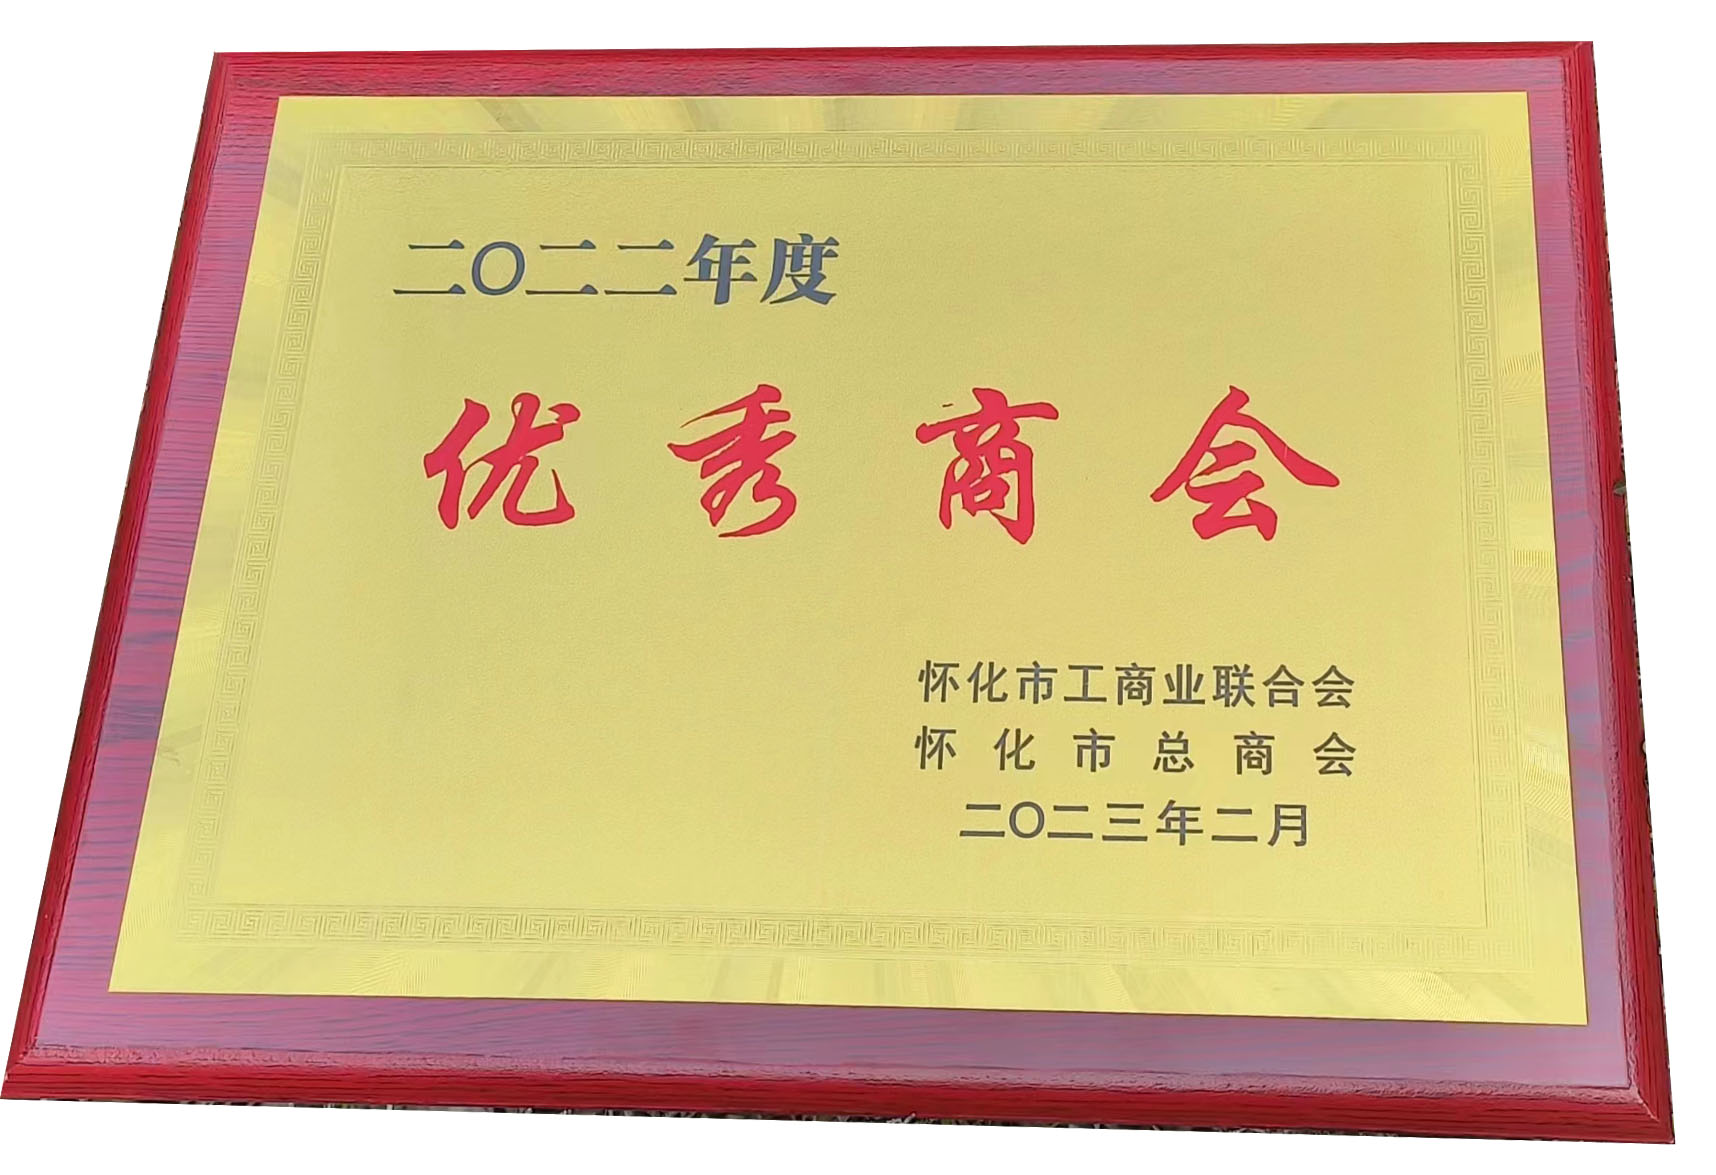 二〇二二年度
优秀商会
怀化市工商业联合会
怀化市总商会
二〇二三年二月